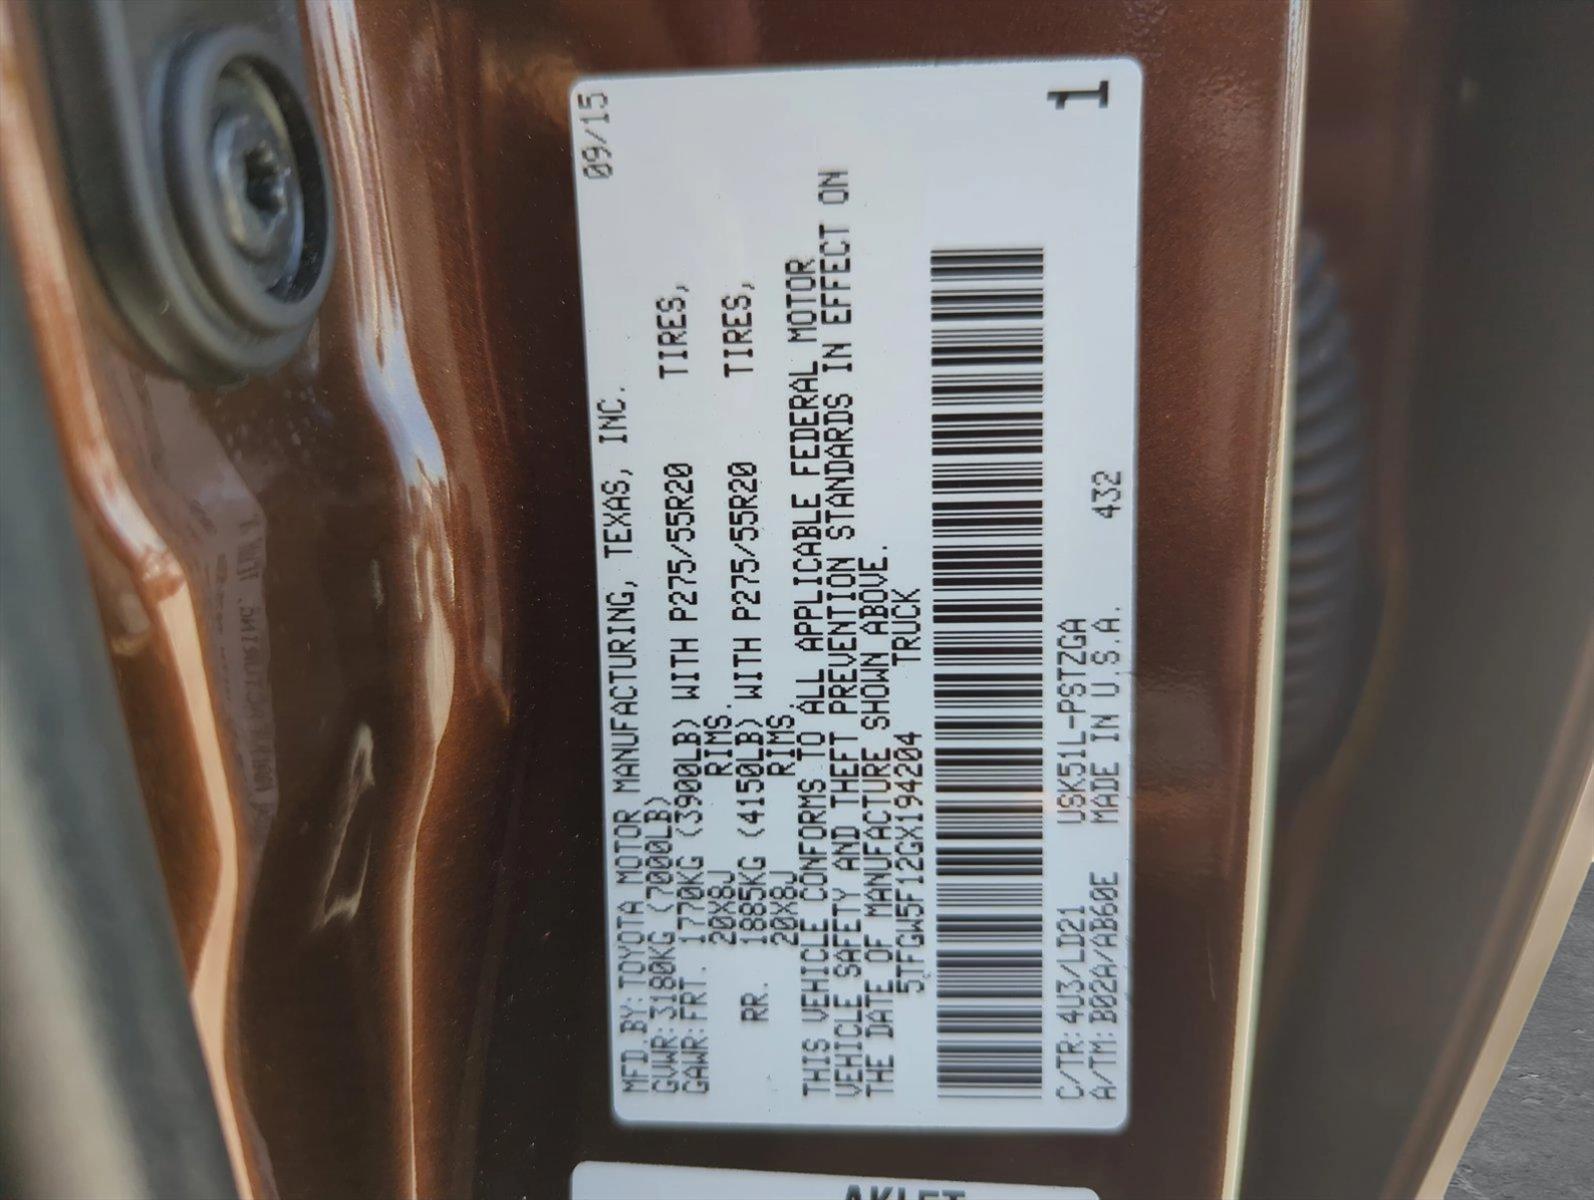 MFD.BY: TOYOTA MOTOR MANUFACTURING, TEXAS, INC. 09/15
GVWR: 3180KG (7000LB)
GAWR: FRT. 1770KG (3900LB) WITH P275/55R20 TIRES,
20X8J RIMS.
RR. 1885KG (4150LB) WITH P275/55R20 TIRES,
20X8J RIMS.
THIS VEHICLE CONFORMS TO ALL APPLICABLE FEDERAL MOTOR
VEHICLE SAFETY AND THEFT PREVENTION STANDARDS IN EFFECT ON
THE DATE OF MANUFACTURE SHOWN ABOVE.
5TFGW5F12GX194204 TRUCK
C/TR: 4U3/LD21 USK51L-PSTZGA
A/TM: B02A/AB60E MADE IN U.S.A. 432 1